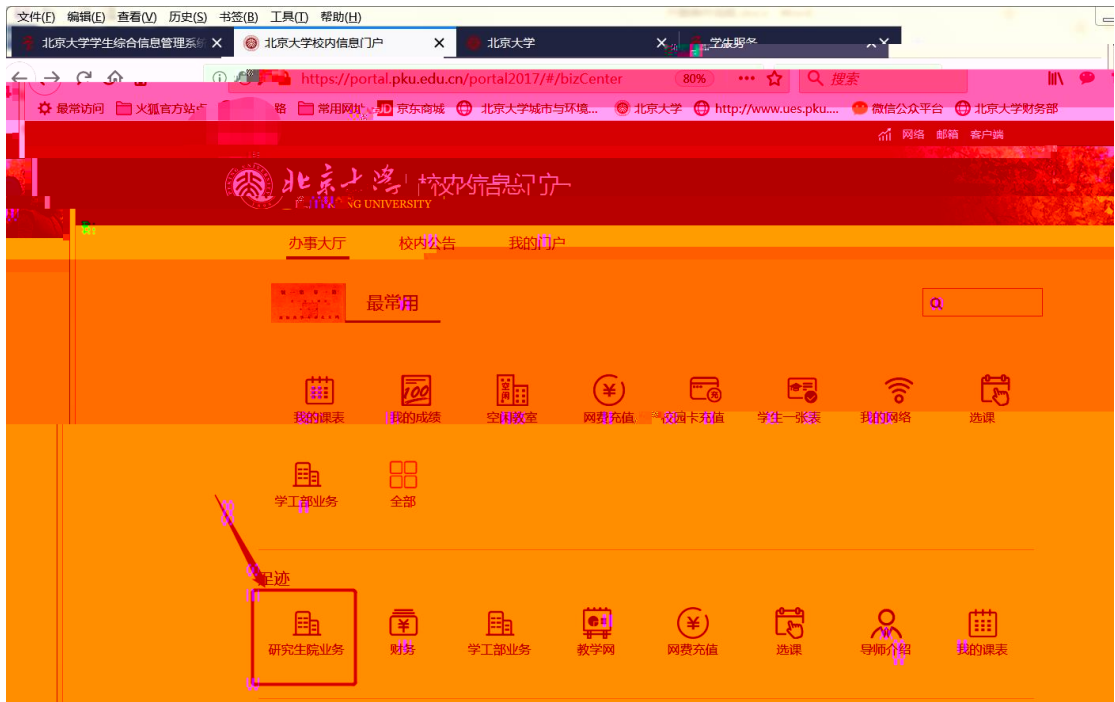 文件(F) 编辑(E) 查看(V) 历史(S) 书签(B) 工具(T) 帮助(H)
北京大学学生综合信息管理系统 北京大学校内信息门户 北京大学
https://portal.pku.edu.cn/portal2017/#/bizCenter 80% 搜索
最常访问 火狐官方站点 常用网址 JD 京东商城 北京大学城市与环境... 北京大学 http://www.ues.pku.... 微信公众平台 北京大学财务部
网络 邮箱 客户端
北京大学 校内信息门户
UNIVERSITY
办事大厅 校内公告 我的门户
最常用
我的课表 我的成绩 空闲教室 网费充值 校园卡充值 学生一张表 我的网络 选课
学工部业务 全部
足迹
研究生院业务 财务 学工部业务 教学网 网费充值 选课 导师介绍 我的课表